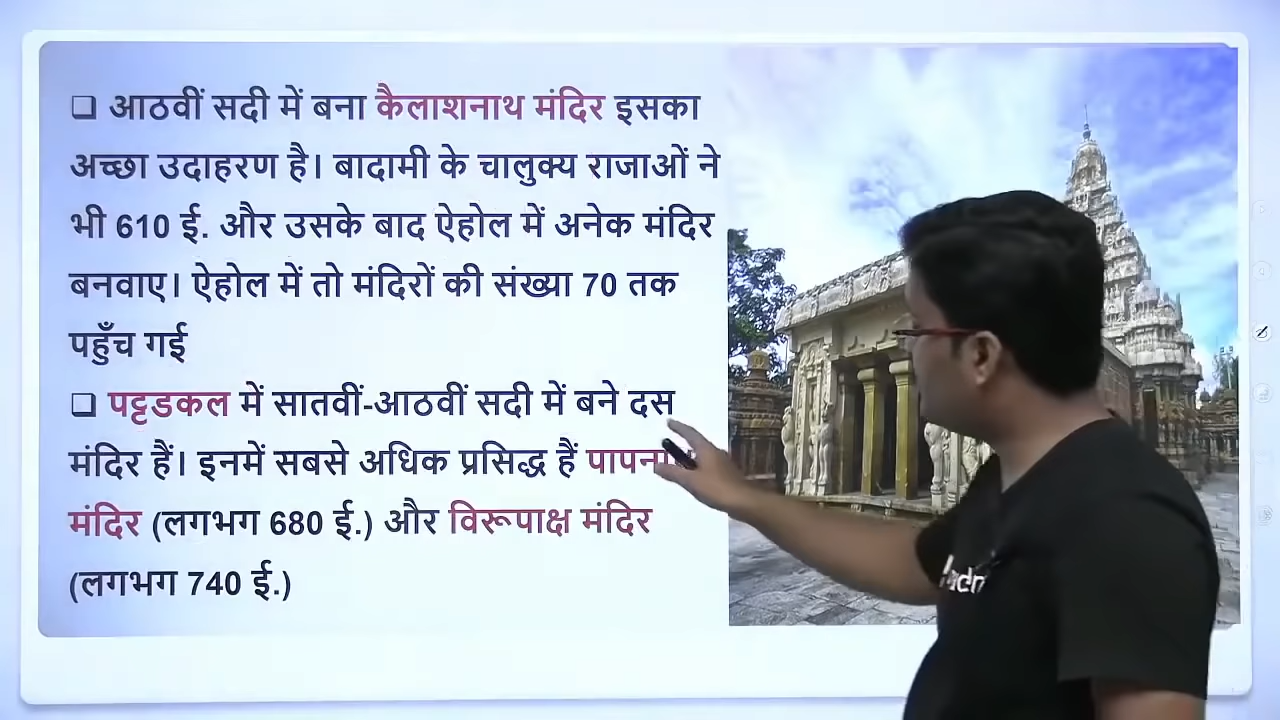 ❑ आठवीं सदी में बना कैलाशनाथ मंदिर इसका
अच्छा उदाहरण है। बादामी के चालुक्य राजाओं ने
भी 610 ई. और उसके बाद ऐहोल में अनेक मंदिर
बनवाए। ऐहोल में तो मंदिरों की संख्या 70 तक
पहुँच गई
❑ पट्टडकल में सातवीं-आठवीं सदी में बने दस
मंदिर हैं। इनमें सबसे अधिक प्रसिद्ध हैं
मंदिर (लगभग 680 ई.) और विरूपाक्ष मंदिर
(लगभग 740 ई.)